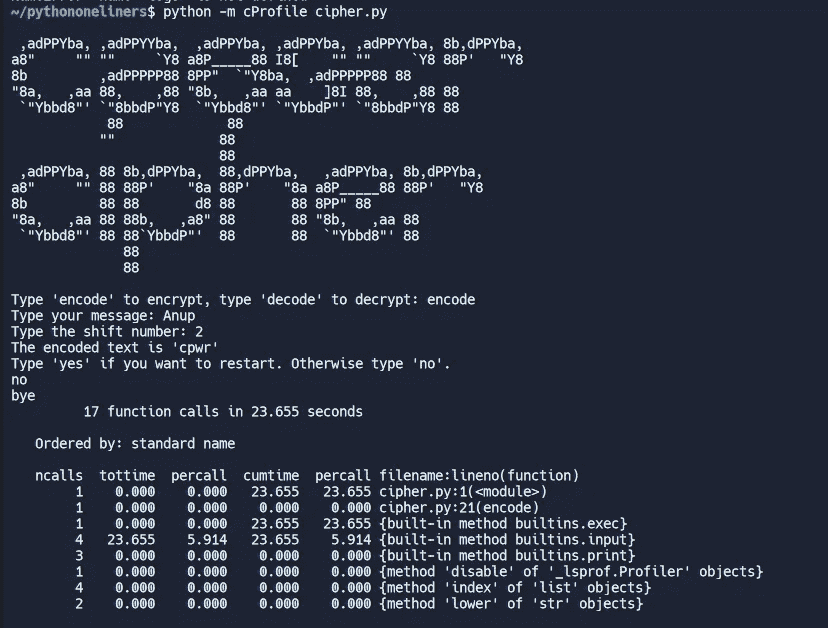 ~/pythononeliners$ python -m cProfile cipher.py
 ,adPPYba, ,adPPYYba,  ,adPPYba, ,adPPYba, ,adPPYYba, 8b,dPPYba,
a8"     "" ""     `Y8 a8P_____88 I8[    "" ""     `Y8 88P'   "Y8
8b         ,adPPPPP88 8PP"  `"Y8ba,  ,adPPPPP88 88
"8a,   ,aa 88,    ,88 "8b,   ,aa aa    ]8I 88,    ,88 88
 `"Ybbd8"' `"8bbdP"Y8  `"Ybbd8"' `"YbbdP"' `"8bbdP"Y8 88
            88             88
           ""             88
                          88
 ,adPPYba, 88 8b,dPPYba,  88,dPPYba,   ,adPPYba, 8b,dPPYba,
a8"     "" 88 88P'    "8a 88P'    "8a a8P_____88 88P'   "Y8
8b         88 88       d8 88       88 8PP" 88
"8a,   ,aa 88 88b,   ,a8" 88       88 "8b,   ,aa 88
 `"Ybbd8"' 88 88`YbbdP"'  88       88  `"Ybbd8"' 88
              88
              88
Type 'encode' to encrypt, type 'decode' to decrypt: encode
Type your message: Anup
Type the shift number: 2
The encoded text is 'cpwr'
Type 'yes' if you want to restart. Otherwise type 'no'.
no
bye
         17 function calls in 23.655 seconds
   Ordered by: standard name
   ncalls  tottime  percall  cumtime  percall filename:lineno(function)
        1    0.000    0.000   23.655   23.655 cipher.py:1(<module>)
        1    0.000    0.000    0.000    0.000 cipher.py:21(encode)
        1    0.000    0.000   23.655   23.655 {built-in method builtins.exec}
        4   23.655    5.914   23.655    5.914 {built-in method builtins.input}
        3    0.000    0.000    0.000    0.000 {built-in method builtins.print}
        1    0.000    0.000    0.000    0.000 {method 'disable' of '_lsprof.Profiler' objects}
        4    0.000    0.000    0.000    0.000 {method 'index' of 'list' objects}
        2    0.000    0.000    0.000    0.000 {method 'lower' of 'str' objects}